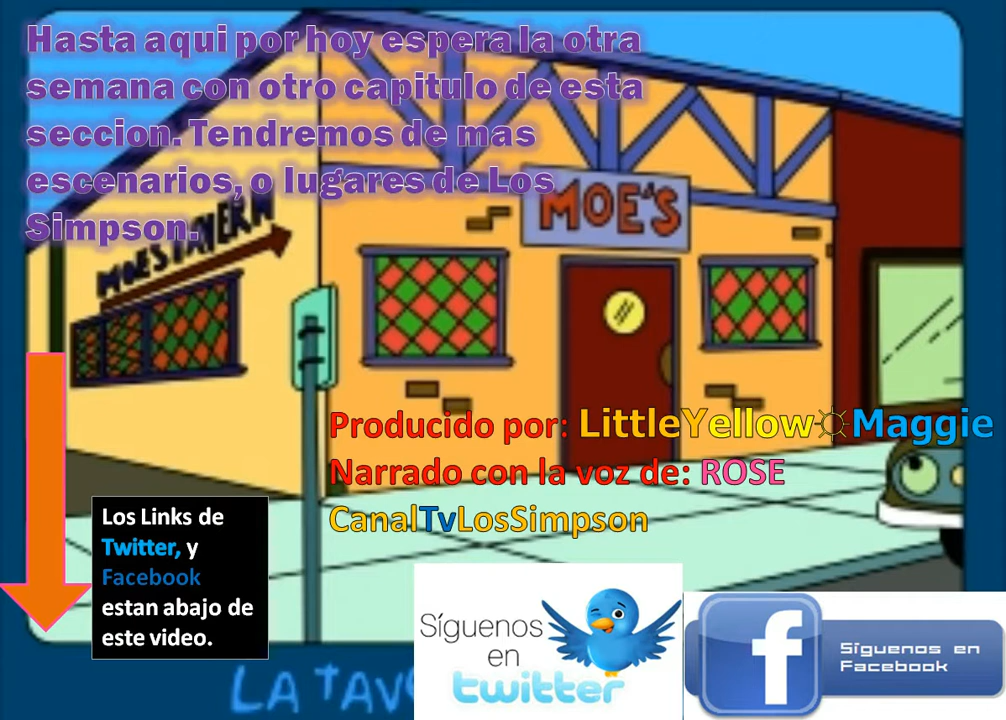 Hasta aqui por hoy espera la otra
semana con otro capitulo de esta
seccion. Tendremos de mas
escenarios, o lugares de Los
Simpson.
MOE'S
MOES TAVERN
Producido por: LittleYellow☼Maggie
Narrado con la voz de: ROSE
CanalTvLosSimpson
Los Links de
Twitter, y
Facebook
estan abajo de
este video.
Síguenos
en
twitter
f
Síguenos en
Facebook
LA